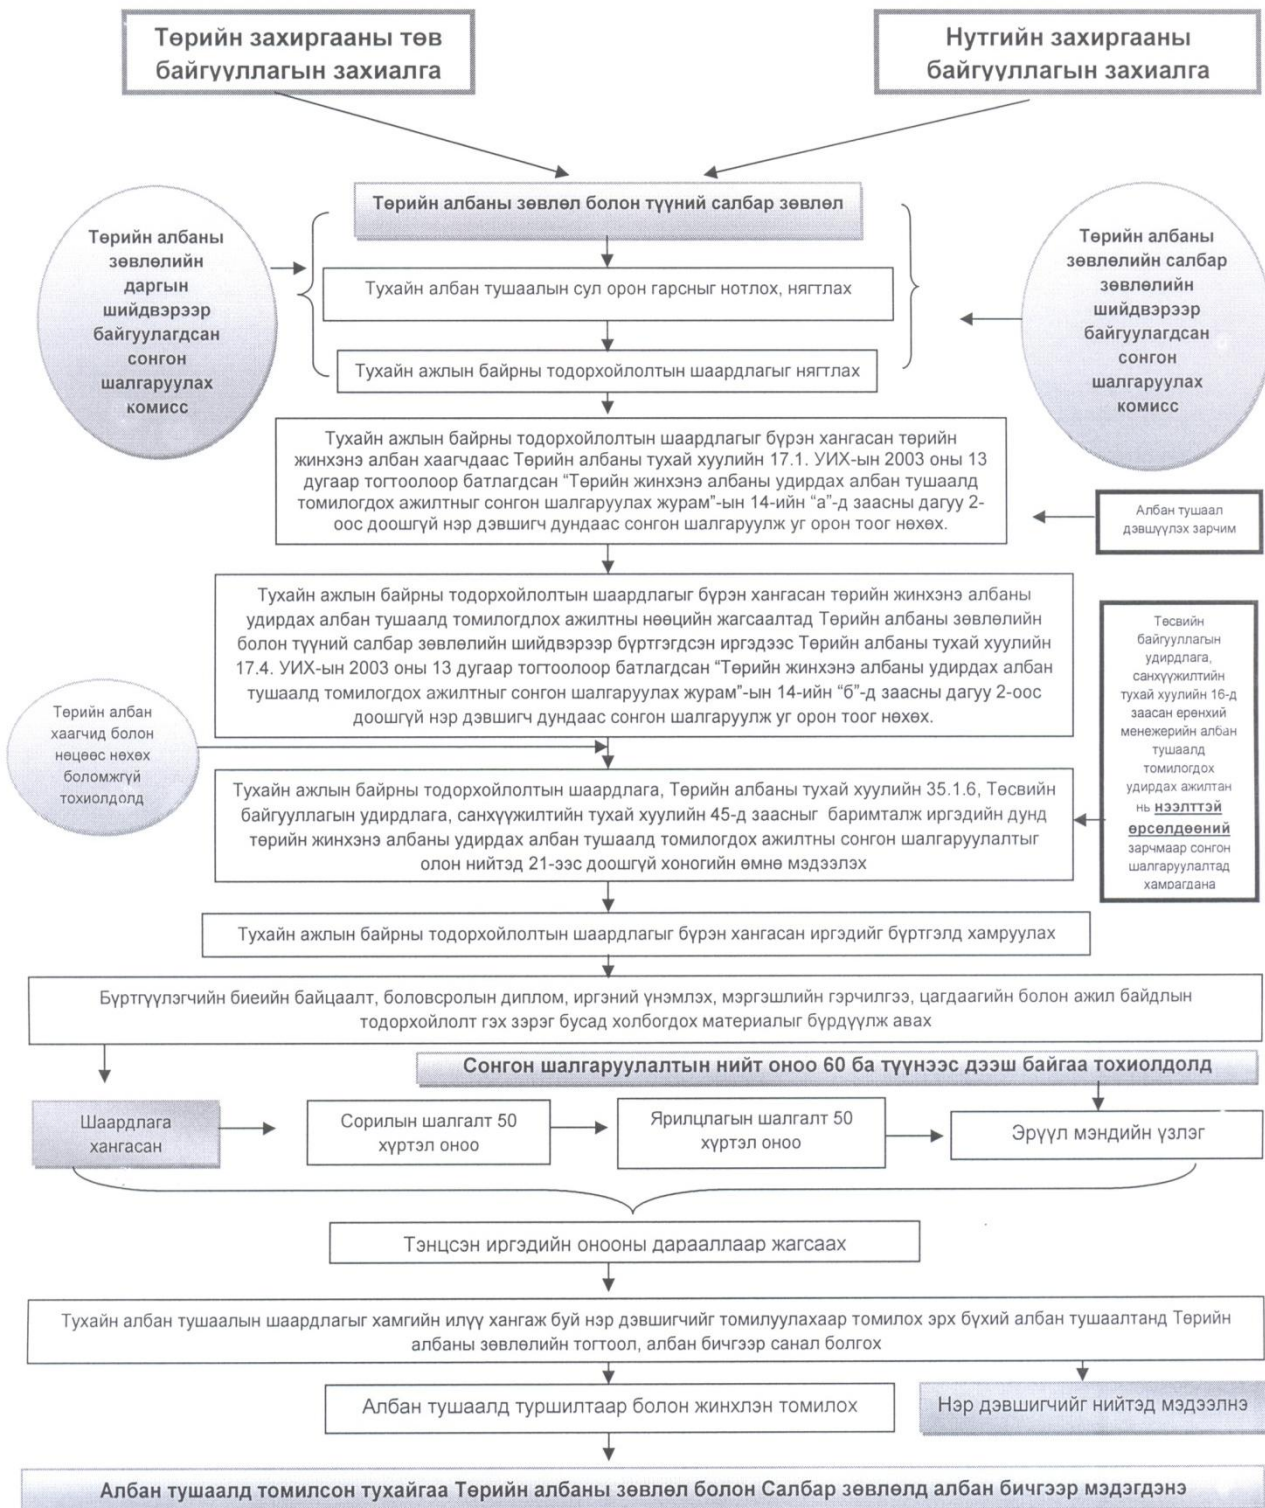 Төрийн захиргааны төв
байгууллагын захиалга
Нутгийн захиргааны
байгууллагын захиалга
Төрийн албаны зөвлөл болон түүний салбар зөвлөл
Төрийн албаны
зөвлөлийн
даргын
шийдвэрээр
байгуулагдсан
сонгон
шалгаруулах
комисс
Тухайн албан тушаалын сул орон гарсныг нотлох, нягтлах
Тухайн ажлын байрны тодорхойлолтын шаардлагыг нягтлах
Төрийн албаны
зөвлөлийн салбар
зөвлөлийн
шийдвэрээр
байгуулагдсан
сонгон
шалгаруулах
комисс
Тухайн ажлын байрны тодорхойлолтын шаардлагыг бүрэн хангасан төрийн
жинхэнэ албан хаагчдаас Төрийн албаны тухай хуулийн 17.1. УИХ-ын 2003 оны 13
дугаар тогтоолоор батлагдсан “Төрийн жинхэнэ албаны удирдах албан тушаалд
томилогдох ажилтныг сонгон шалгаруулах журам”-ын 14-ийн “а”-д заасны дагуу 2-
оос доошгүй нэр дэвшигч дундаас сонгон шалгаруулж уг орон тоог нөхөх.
Албан тушаал
дэвшүүлэх зарчим
Тухайн ажлын байрны тодорхойлолтын шаардлагыг бүрэн хангасан төрийн жинхэнэ албаны
удирдах албан тушаалд томилогдлох ажилтны нөөцийн жагсаалтад Төрийн албаны зөвлөлийн
болон түүний салбар зөвлөлийн шийдвэрээр бүртгэгдсэн иргэдээс Төрийн албаны тухай хуулийн
17.4. УИХ-ын 2003 оны 13 дугаар тогтоолоор батлагдсан “Төрийн жинхэнэ албаны удирдах албан
тушаалд томилогдох ажилтныг сонгон шалгаруулах журам”-ын 14-ийн “б”-д заасны дагуу 2-оос
доошгүй нэр дэвшигч дундаас сонгон шалгаруулж уг орон тоог нөхөх.
Төсвийн
байгууллагын
удирдлага,
санхүүжилтийн
тухай хуулийн 16-д
заасан ерөнхий
менежерийн албан
тушаалд
томилогдох
удирдах ажилтан
нь нээлттэй
өрсөлдөөний
зарчмаар сонгон
шалгаруулалтад
хамрагдана
Төрийн албан
хаагчид болон
нөцөөс нөхөх
боломжгүй
тохиолдолд
Тухайн ажлын байрны тодорхойлолтын шаардлага, Төрийн албаны тухай хуулийн 35.1.6, Төсвийн
байгууллагын удирдлага, санхүүжилтийн тухай хуулийн 45-д заасныг баримталж иргэдийн дунд
төрийн жинхэнэ албаны удирдах албан тушаалд томилогдох ажилтны сонгон шалгаруулалтыг
олон нийтэд 21-ээс доошгүй хоногийн өмнө мэдээлэх
Тухайн ажлын байрны тодорхойлолтын шаардлагыг бүрэн хангасан иргэдийг бүртгэлд хамруулах
Бүртгүүлэгчийн биеийн байцаалт, боловсролын диплом, иргэний үнэмлэх, мэргэшлийн гэрчилгээ, цагдаагийн болон ажил байдлын
тодорхойлолт гэх зэрэг бусад холбогдох материалыг бүрдүүлж авах
Сонгон шалгаруулалтын нийт оноо 60 ба түүнээс дээш байгаа тохиолдолд
Шаардлага
хангасан
Сорилын шалгалт 50
хүртэл оноо
Ярилцлагын шалгалт 50
хүртэл оноо
Эрүүл мэндийн үзлэг
Тэнцсэн иргэдийн онооны дарааллаар жагсаах
Тухайн албан тушаалын шаардлагыг хамгийн илүү хангаж буй нэр дэвшигчийг томилуулахаар томилох эрх бүхий албан тушаалтанд Төрийн
албаны зөвлөлийн тогтоол, албан бичгээр санал болгох
Албан тушаалд туршилтаар болон жинхлэн томилох
Нэр дэвшигчийг нийтэд мэдээлнэ
Албан тушаалд томилсон тухайгаа Төрийн албаны зөвлөл болон Салбар зөвлөлд албан бичгээр мэдэгдэнэ